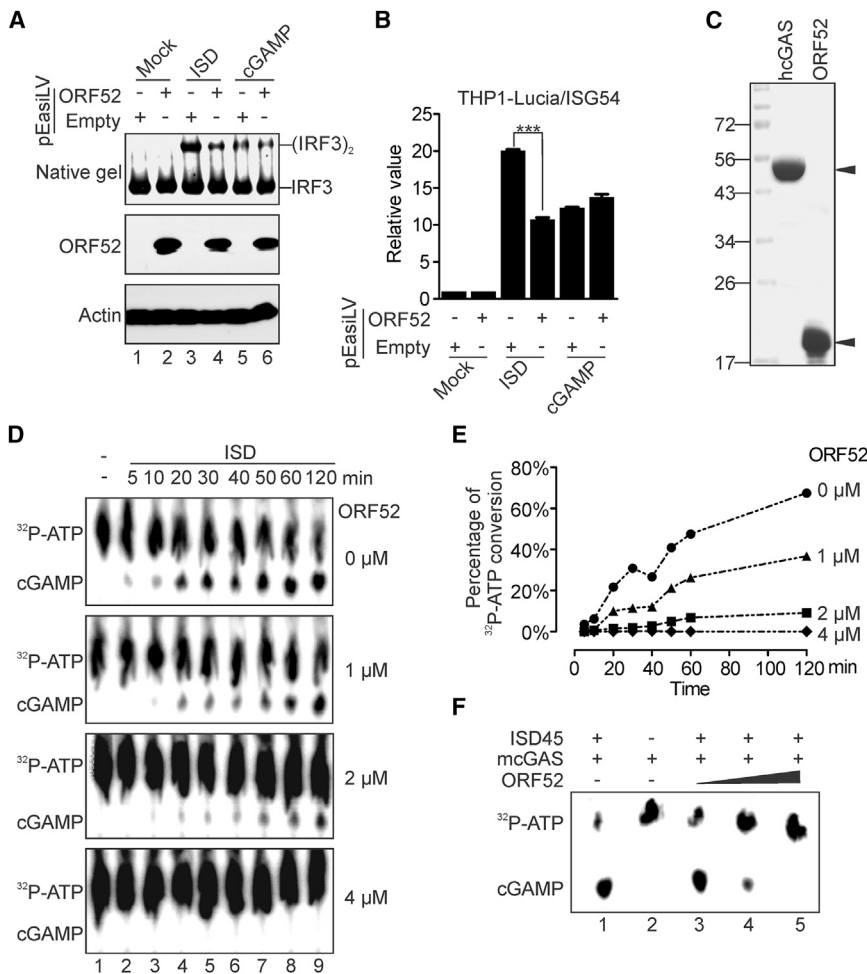 A
Mock ISD cGAMP
pEasiLV
ORF52 - + - + - +
Empty + - + - + -
Native gel
(IRF3)2
IRF3
ORF52
Actin
1 2 3 4 5 6
B
THP1-Lucia/ISG54
***
Relative value
25
20
15
10
15
20
0
pEasiLV
ORF52 - + - + - +
Empty + - + - + -
Mock ISD cGAMP
C
hcGAS ORF52
72
56
43
34
26
17
D
- ISD
- 5 10 20 30 40 50 60 120 min
ORF52
32P-ATP
cGAMP
0 µM
32P-ATP
cGAMP
1 µM
32P-ATP
cGAMP
2 µM
32P-ATP
cGAMP
4 µM
1 2 3 4 5 6 7 8 9
E
ORF52
Percentage of
32P-ATP conversion
80%
60%
40%
20%
0%
0 µM
1 µM
2 µM
4 µM
0 20 40 60 80 100 120 min
Time
F
ISD45 + - + + +
mcGAS + + + + +
ORF52 - -
32P-ATP
cGAMP
1 2 3 4 5